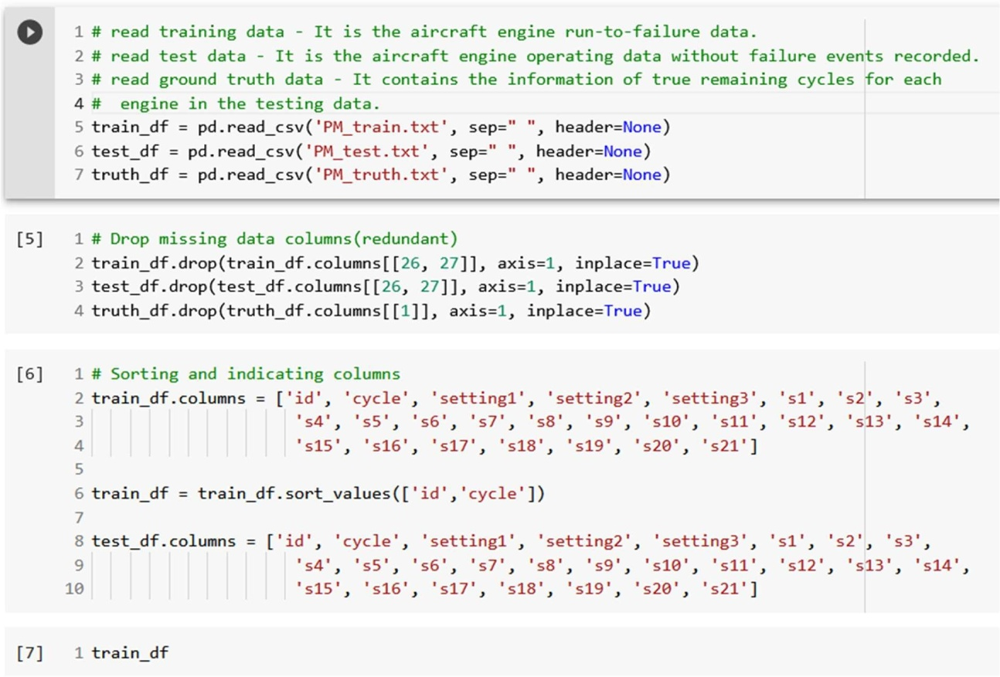 1 # read training data - It is the aircraft engine run-to-failure data.
2 # read test data - It is the aircraft engine operating data without failure events recorded.
3 # read ground truth data - It contains the information of true remaining cycles for each
4 #  engine in the testing data.
5 train_df = pd.read_csv('PM_train.txt', sep=" ", header=None)
6 test_df = pd.read_csv('PM_test.txt', sep=" ", header=None)
7 truth_df = pd.read_csv('PM_truth.txt', sep=" ", header=None)
[5] 1 # Drop missing data columns(redundant)
2 train_df.drop(train_df.columns[[26, 27]], axis=1, inplace=True)
3 test_df.drop(test_df.columns[[26, 27]], axis=1, inplace=True)
4 truth_df.drop(truth_df.columns[[1]], axis=1, inplace=True)
[6] 1 # Sorting and indicating columns
2 train_df.columns = ['id', 'cycle', 'setting1', 'setting2', 'setting3', 's1', 's2', 's3',
3 's4', 's5', 's6', 's7', 's8', 's9', 's10', 's11', 's12', 's13', 's14',
4 's15', 's16', 's17', 's18', 's19', 's20', 's21']
5
6 train_df = train_df.sort_values(['id','cycle'])
7
8 test_df.columns = ['id', 'cycle', 'setting1', 'setting2', 'setting3', 's1', 's2', 's3',
9 's4', 's5', 's6', 's7', 's8', 's9', 's10', 's11', 's12', 's13', 's14',
10 's15', 's16', 's17', 's18', 's19', 's20', 's21']
[7] 1 train_df